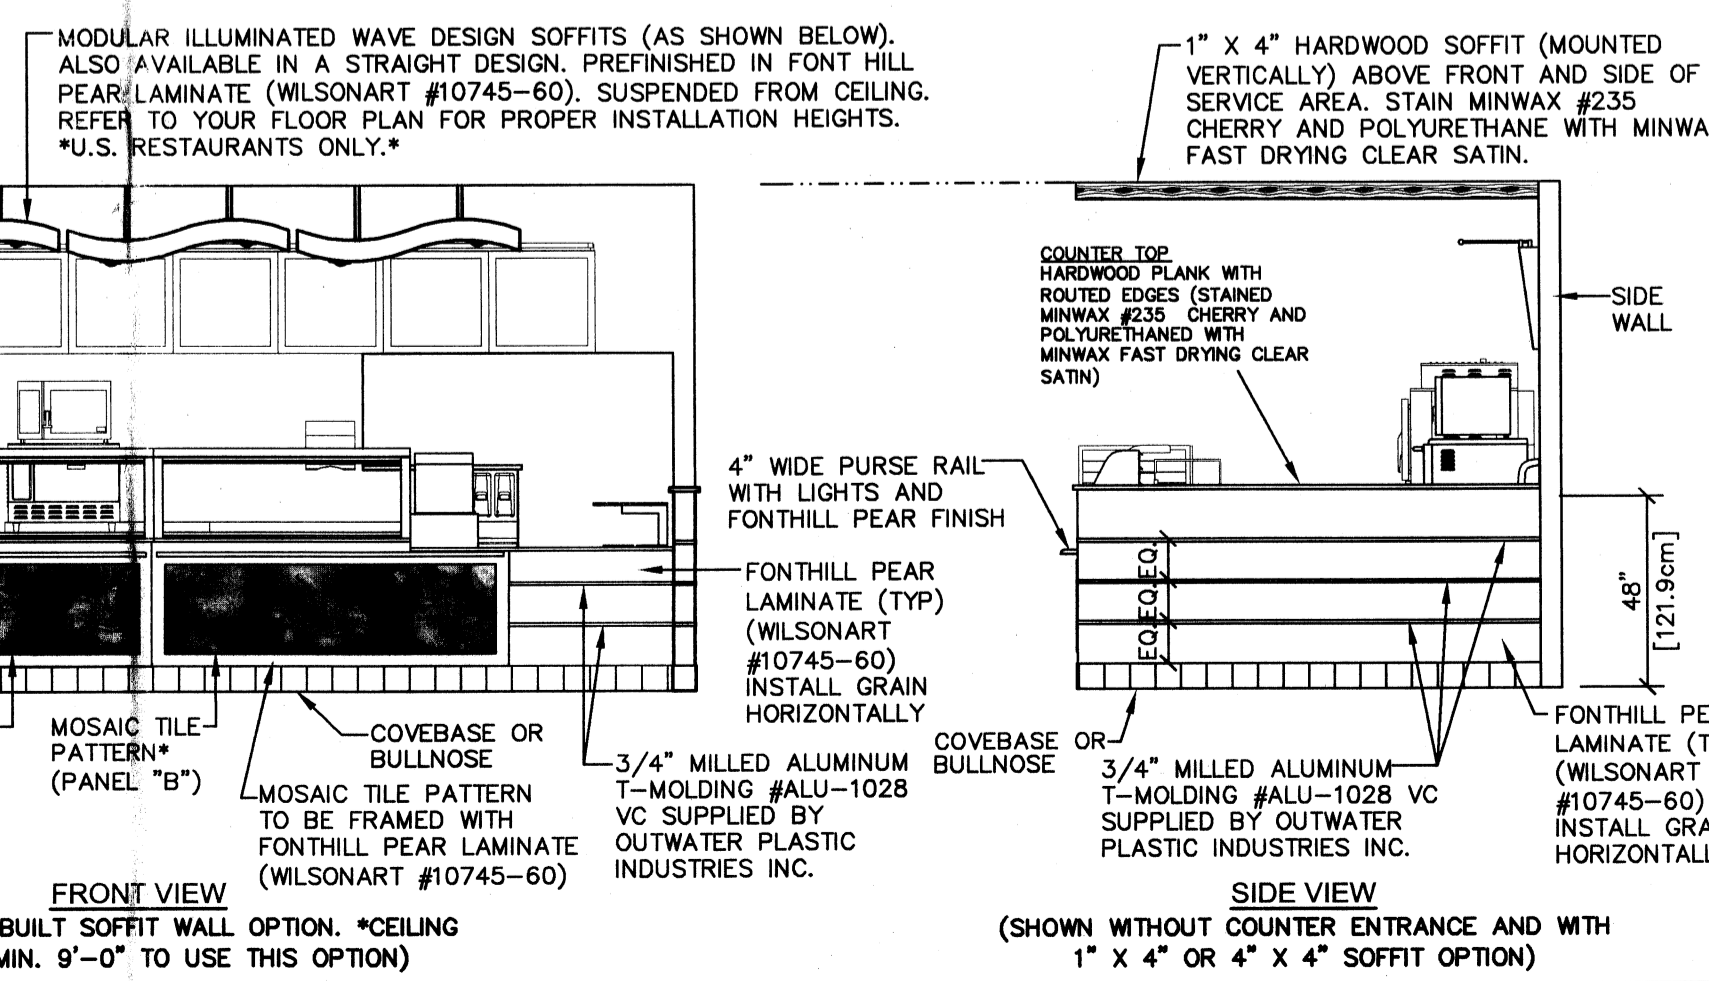 MODULAR ILLUMINATED WAVE DESIGN SOFFITS (AS SHOWN BELOW).
ALSO AVAILABLE IN A STRAIGHT DESIGN. PREFINISHED IN FONT HILL
PEAR LAMINATE (WILSONART #10745-60). SUSPENDED FROM CEILING.
REFER TO YOUR FLOOR PLAN FOR PROPER INSTALLATION HEIGHTS.
*U.S. RESTAURANTS ONLY.*
1" X 4" HARDWOOD SOFFIT (MOUNTED
VERTICALLY) ABOVE FRONT AND SIDE OF
SERVICE AREA. STAIN MINWAX #235
CHERRY AND POLYURETHANE WITH MINWA
FAST DRYING CLEAR SATIN.
COUNTER TOP
HARDWOOD PLANK WITH
ROUTED EDGES (STAINED
MINWAX #235 CHERRY AND
POLYURETHANED WITH
MINWAX FAST DRYING CLEAR
SATIN)
SIDE
WALL
4" WIDE PURSE RAIL
WITH LIGHTS AND
FONTHILL PEAR FINISH
FONTHILL PEAR
LAMINATE (TYP)
(WILSONART
#10745-60)
INSTALL GRAIN
HORIZONTALLY
EQ.
EQ.
EQ.
48"
[121.9cm]
MOSAIC TILE
PATTERN*
(PANEL "B")
COVEBASE OR
BULLNOSE
MOSAIC TILE PATTERN
TO BE FRAMED WITH
FONTHILL PEAR LAMINATE
(WILSONART #10745-60)
3/4" MILLED ALUMINUM
T-MOLDING #ALU-1028
VC SUPPLIED BY
OUTWATER PLASTIC
INDUSTRIES INC.
COVEBASE OR
BULLNOSE
3/4" MILLED ALUMINUM
T-MOLDING #ALU-1028 VC
SUPPLIED BY OUTWATER
PLASTIC INDUSTRIES INC.
FONTHILL PE
LAMINATE (T
(WILSONART
#10745-60)
INSTALL GRA
HORIZONTALL
FRONT VIEW
BUILT SOFFIT WALL OPTION. *CEILING
MIN. 9'-0" TO USE THIS OPTION)
SIDE VIEW
(SHOWN WITHOUT COUNTER ENTRANCE AND WITH
1" X 4" OR 4" X 4" SOFFIT OPTION)